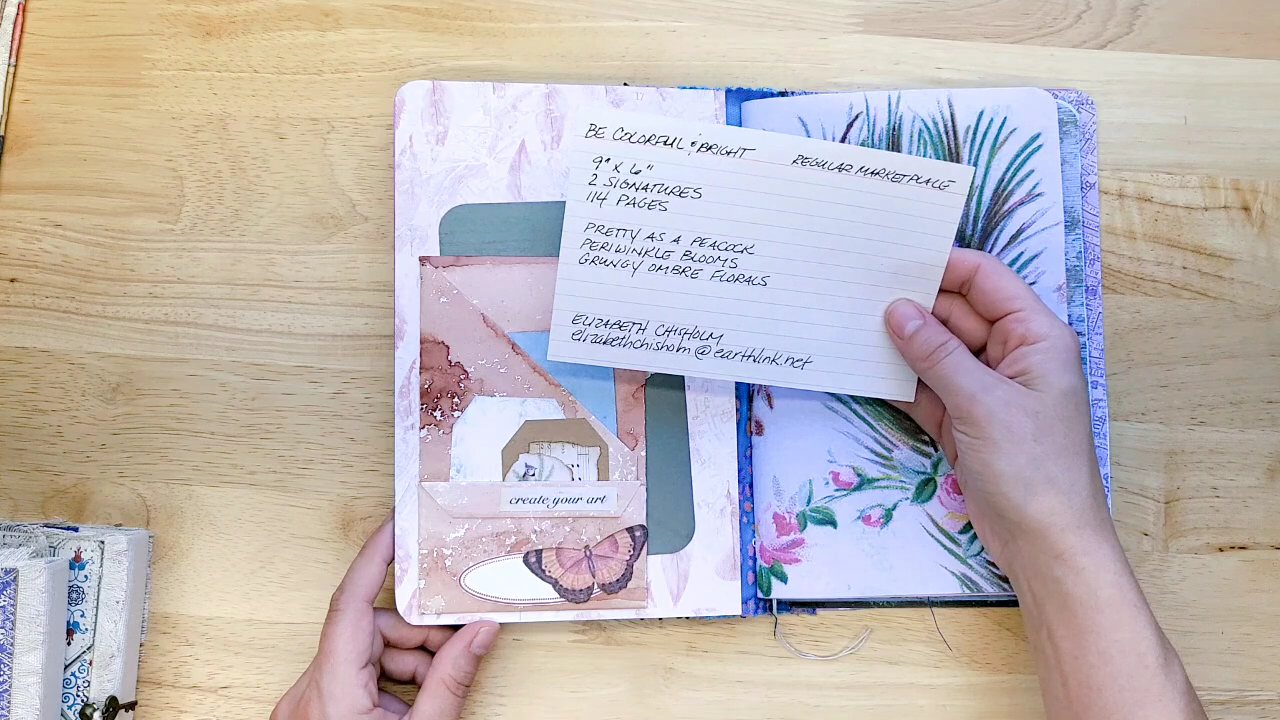 BE COLORFUL & BRIGHT
REGULAR MARKETPLACE
9" x 6"
2 SIGNATURES
114 PAGES
PRETTY AS A PEACOCK
PERIWINKLE BLOOMS
GRUNGY OMBRE FLORALS
ELIZABETH CHISHOLM
elizabethchisholm@earthlink.net
create your art